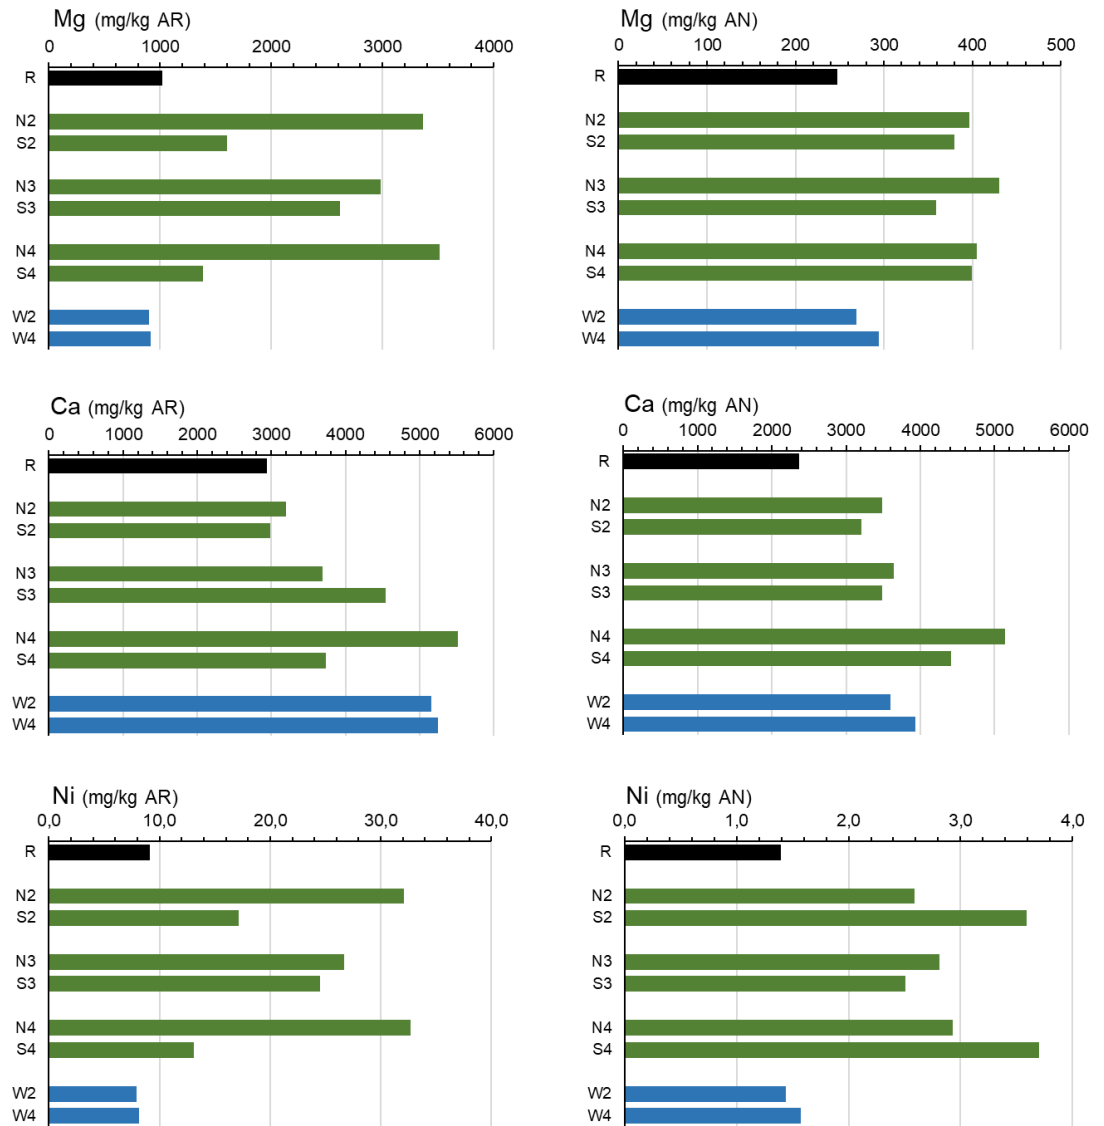 Mg (mg/kg AR)
0 1000 2000 3000 4000
R
N2
S2
N3
S3
N4
S4
W2
W4
Mg (mg/kg AN)
0 100 200 300 400 500
R
N2
S2
N3
S3
N4
S4
W2
W4
Ca (mg/kg AR)
0 1000 2000 3000 4000 5000 6000
R
N2
S2
N3
S3
N4
S4
W2
W4
Ca (mg/kg AN)
0 1000 2000 3000 4000 5000 6000
R
N2
S2
N3
S3
N4
S4
W2
W4
Ni (mg/kg AR)
0,0 10,0 20,0 30,0 40,0
R
N2
S2
N3
S3
N4
S4
W2
W4
Ni (mg/kg AN)
0,0 1,0 2,0 3,0 4,0
R
N2
S2
N3
S3
N4
S4
W2
W4